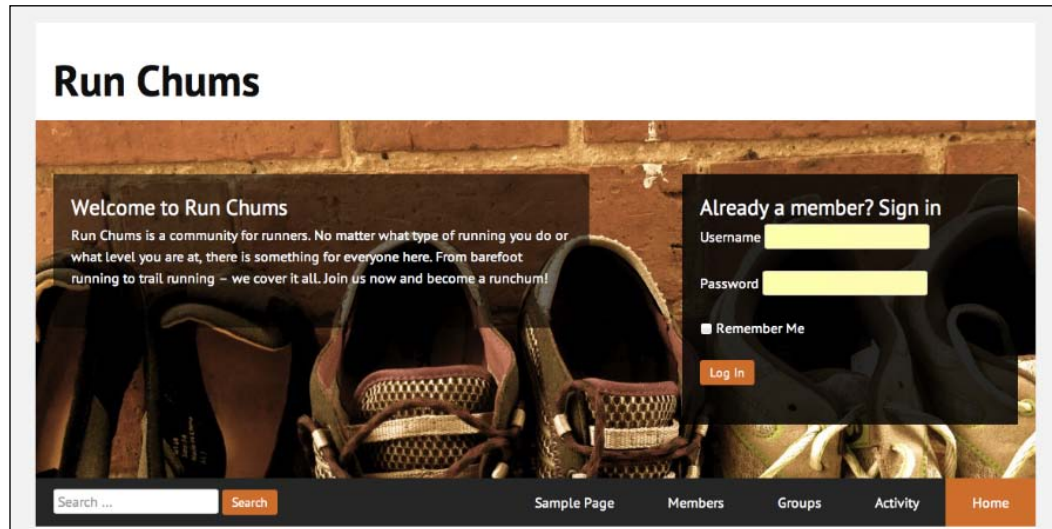 Run Chums
Welcome to Run Chums
Run Chums is a community for runners. No matter what type of running you do or
what level you are at, there is something for everyone here. From barefoot
running to trail running – we cover it all. Join us now and become a runchum!
Already a member? Sign in
Username
Password
Remember Me
Log In
Search ...
Search
Sample Page
Members
Groups
Activity
Home